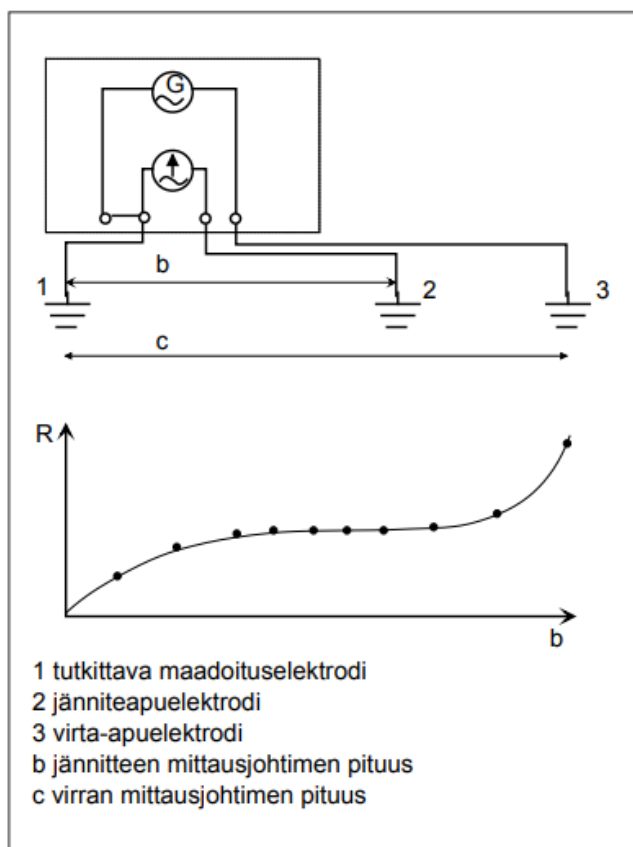 G
b
1
2
3
c
R
b
1 tutkittava maadoituselektrodi
2 jänniteapuelektrodi
3 virta-apuelektrodi
b jännitteen mittausjohtimen pituus
c virran mittausjohtimen pituus